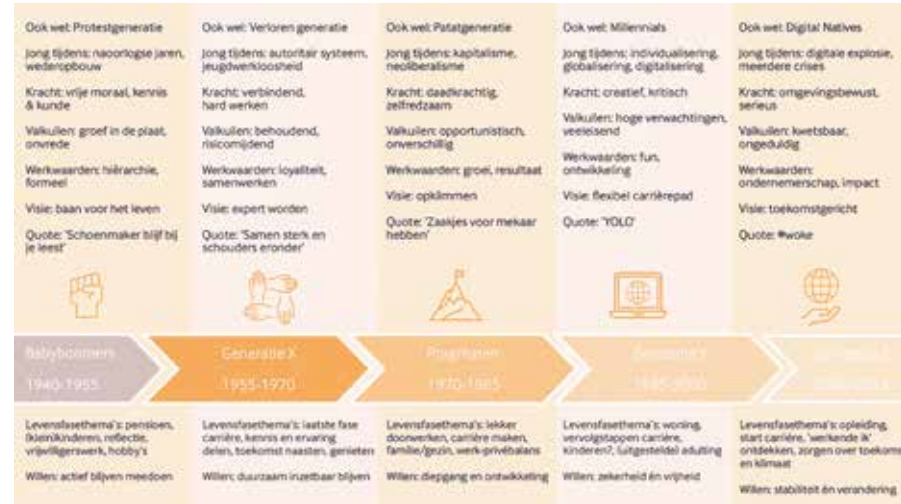 Ook wel: Protestgeneratie
Jong tijdens: naoorlogse jaren,
wederopbouw
Kracht: vrije moraal, kennis
& kunde
Valkuilen: groef in de plaat,
onvrede
Werkwaarden: hiërarchie,
formeel
Visie: baan voor het leven
Quote: 'Schoenmaker blijf bij
je leest'
Ook wel: Verloren generatie
Jong tijdens: autoritair systeem,
jeugdwerkloosheid
Kracht: verbindend,
hard werken
Valkuilen: behoudend,
risicomijdend
Werkwaarden: loyaliteit,
samenwerken
Visie: expert worden
Quote: 'Samen sterk en
schouders eronder'
Ook wel: Patatgeneratie
Jong tijdens: kapitalisme,
neoliberalisme
Kracht: daadkrachtig,
zelfredzaam
Valkuilen: opportunistisch,
onverschillig
Werkwaarden: groei, resultaat
Visie: opklimmen
Quote: 'Zaakjes voor mekaar
hebben'
Ook wel: Millennials
Jong tijdens: individualisering,
globalisering, digitalisering
Kracht: creatief, kritisch
Valkuilen: hoge verwachtingen,
veeleisend
Werkwaarden: fun,
ontwikkeling
Visie: flexibel carrièrepad
Quote: 'YOLO'
Ook wel: Digital Natives
Jong tijdens: digitale explosie,
meerdere crises
Kracht: omgevingsbewust,
serieus
Valkuilen: kwetsbaar,
ongeduldig
Werkwaarden:
ondernemerschap, impact
Visie: toekomstgericht
Quote: #woke
Babyboomers
1940-1955
Generatie X
1955-1970
Pragmaten
1970-1985
1985-2000
Levensfasethema's: pensioen,
(klein)kinderen, reflectie,
vrijwilligerswerk, hobby's
Willen: actief blijven meedoen
Levensfasethema's: laatste fase
carrière, kennis en ervaring
delen, toekomst naasten, genieten
Willen: duurzaam inzetbaar blijven
Levensfasethema's: lekker
doorwerken, carrière maken,
familie/gezin, werk-privébalans
Willen: diepgang en ontwikkeling
Levensfasethema's: woning,
vervolgstappen carrière,
kinderen?, (uitgestelde) adulting
Willen: zekerheid én vrijheid
Levensfasethema's: opleiding,
start carrière, 'werkende ik'
ontdekken, zorgen over toekoms
en klimaat
Willen: stabiliteit én verandering